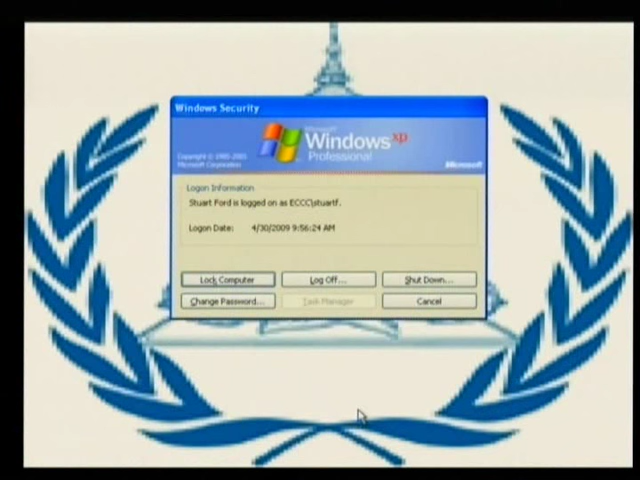 Windows Security
Microsoft
Windows xp
Professional
Copyright © 1985-2001
Microsoft Corporation
Microsoft
Logon Information
Stuart Ford is logged on as ECCC\stuartf.
Logon Date: 4/30/2009 9:56:24 AM
Lock Computer
Log Off...
Shut Down...
Change Password...
Task Manager
Cancel